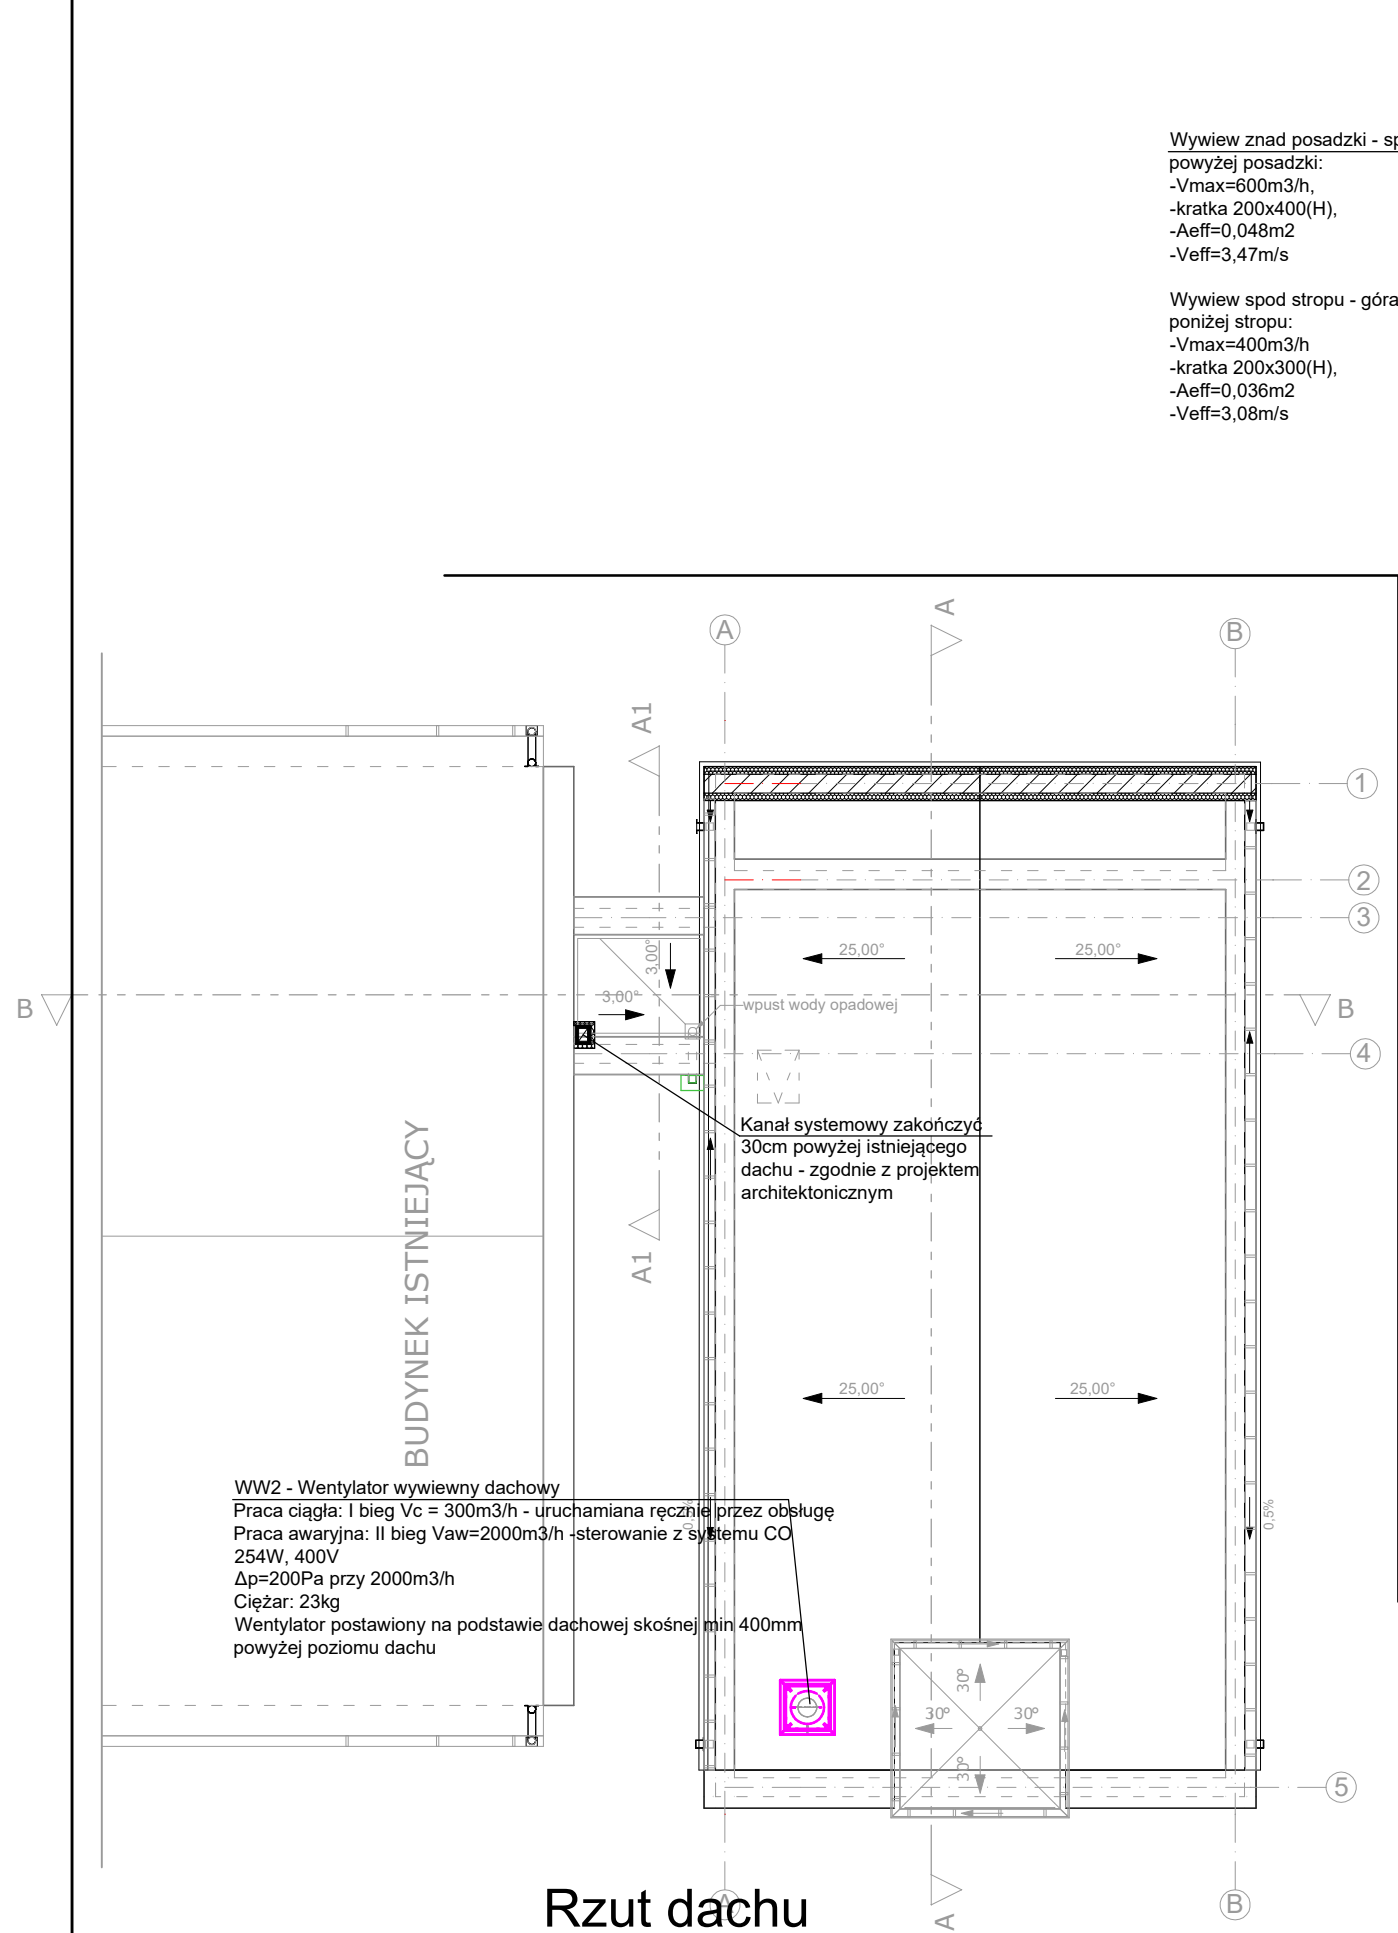 Wywiew znad posadzki - sp
powyżej posadzki:
-Vmax=600m3/h,
-kratka 200x400(H),
-Aeff=0,048m2
-Veff=3,47m/s
Wywiew spod stropu - góra
poniżej stropu:
-Vmax=400m3/h
-kratka 200x300(H),
-Aeff=0,036m2
-Veff=3,08m/s
A
A
B
A1
1
2
3
25,00°
25,00°
3,00°
3,00°
wpust wody opadowej
B
B
4
Kanał systemowy zakończyć
30cm powyżej istniejącego
dachu - zgodnie z projektem
architektonicznym
A1
BUDYNEK ISTNIEJĄCY
25,00°
25,00°
WW2 - Wentylator wywiewny dachowy
Praca ciągła: I bieg Vc = 300m3/h - uruchamiana ręcznie przez obsługę
Praca awaryjna: II bieg Vaw=2000m3/h -sterowanie z systemu CO
254W, 400V
Δp=200Pa przy 2000m3/h
Ciężar: 23kg
Wentylator postawiony na podstawie dachowej skośnej min 400mm
powyżej poziomu dachu
0,5%
0,5%
30°
30°
30°
30°
5
A
B
A
Rzut dachu